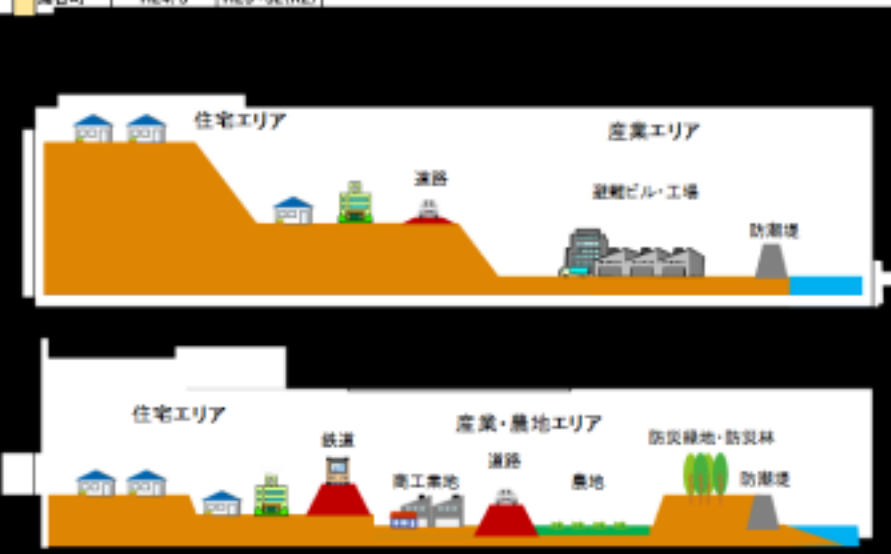 住宅エリア
産業エリア
道路
避難ビル・工場
防潮堤
住宅エリア
産業・農地エリア
防災緑地・防災林
鉄道
道路
商工業地
農地
防潮堤